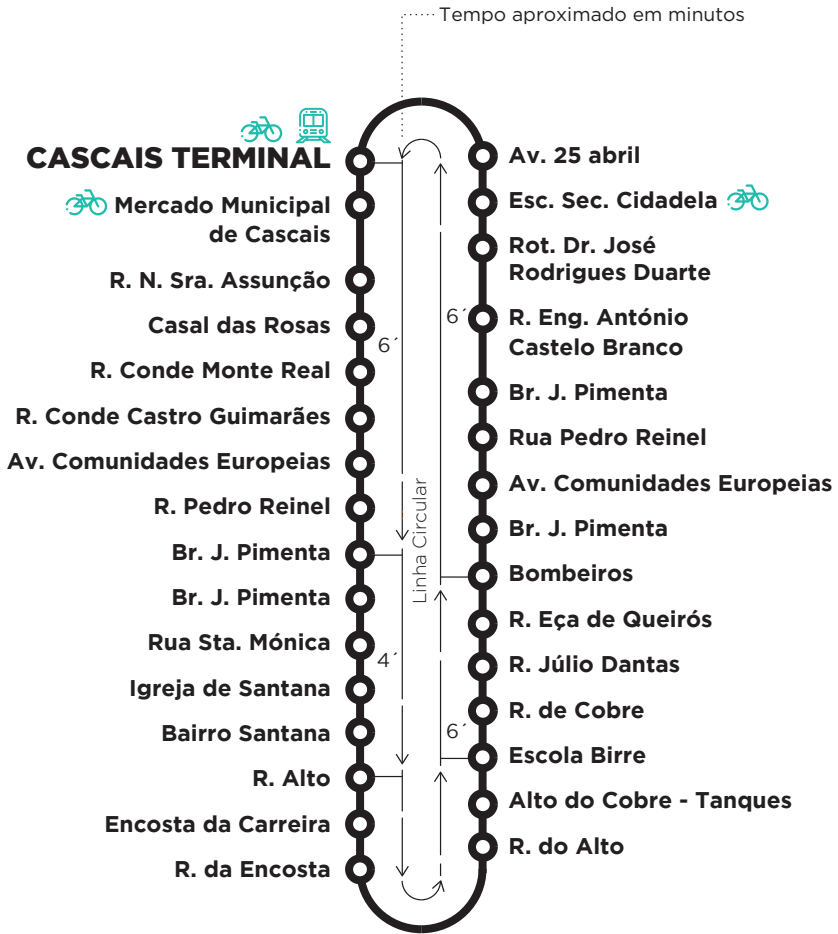 Tempo aproximado em minutos
CASCAIS TERMINAL
Mercado Municipal
de Cascais
R. N. Sra. Assunção
Casal das Rosas
R. Conde Monte Real
R. Conde Castro Guimarães
Av. Comunidades Europeias
R. Pedro Reinel
Br. J. Pimenta
Br. J. Pimenta
Rua Sta. Mónica
Igreja de Santana
Bairro Santana
R. Alto
Encosta da Carreira
R. da Encosta
6´
4´
Linha Circular
6´
6´
Av. 25 abril
Esc. Sec. Cidadela
Rot. Dr. José
Rodrigues Duarte
R. Eng. António
Castelo Branco
Br. J. Pimenta
Rua Pedro Reinel
Av. Comunidades Europeias
Br. J. Pimenta
Bombeiros
R. Eça de Queirós
R. Júlio Dantas
R. de Cobre
Escola Birre
Alto do Cobre - Tanques
R. do Alto